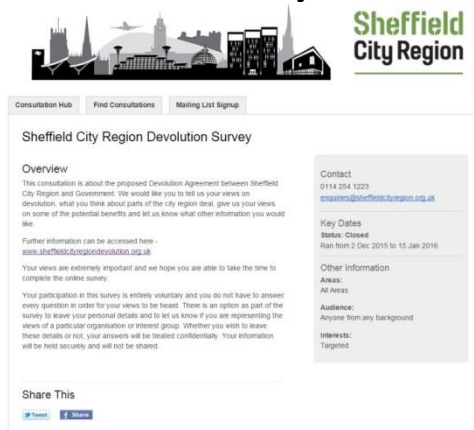 Sheffield
City Region
Consultation Hub
Find Consultations
Mailing List Signup
Sheffield City Region Devolution Survey
Overview
This consultation is about the proposed Devolution Agreement between Sheffield
City Region and Government. We would like you to tell us your views on
devolution, what you think about parts of the city region deal, give us your views
on some of the potential benefits and let us know what other information you would
like.
Further information can be accessed here -
www.sheffieldcityregiondevolution.org.uk
Your views are extremely important and we hope you are able to take the time to
complete the online survey.
Your participation in this survey is entirely voluntary and you do not have to answer
every question in order for your views to be heard. There is an option as part of the
survey to leave your personal details and to let us know if you are representing the
views of a particular organisation or interest group. Whether you wish to leave
these details or not, your answers will be treated confidentially. Your information
will be held securely and will not be shared.
Share This
Tweet
Share
Contact
0114 254 1223
enquiries@sheffieldcityregion.org.uk
Key Dates
Status: Closed
Ran from 2 Dec 2015 to 15 Jan 2016
Other Information
Areas:
All Areas
Audience:
Anyone from any background
Interests:
Targeted